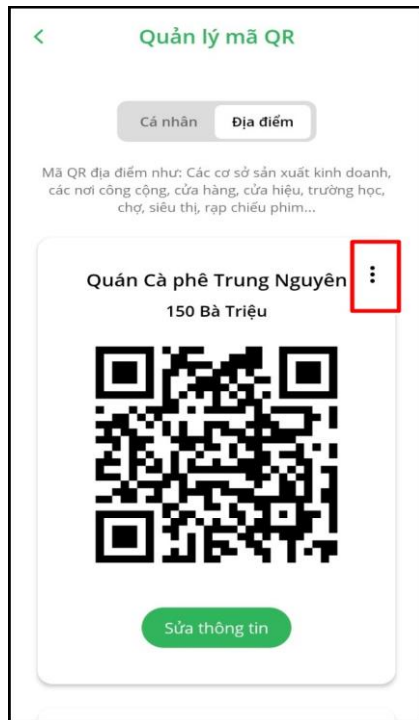 Quản lý mã QR
Cá nhân Địa điểm
Mã QR địa điểm như: Các cơ sở sản xuất kinh doanh,
các nơi công cộng, cửa hàng, cửa hiệu, trường học,
chợ, siêu thị, rạp chiếu phim...
Quán Cà phê Trung Nguyên
150 Bà Triệu
Sửa thông tin